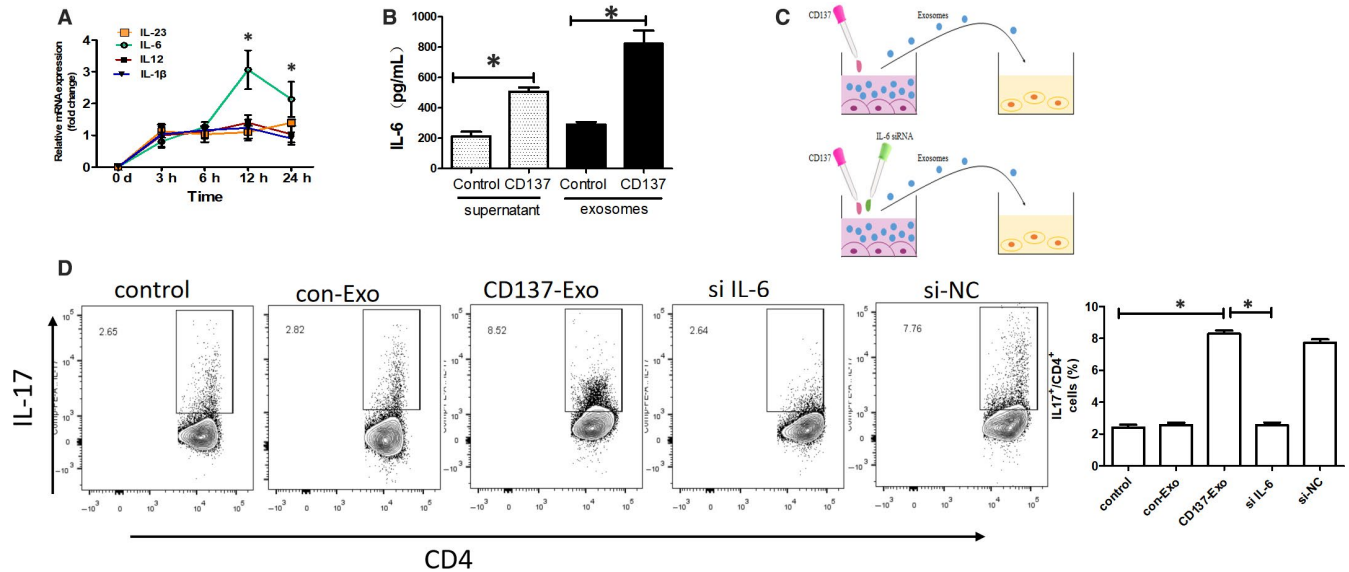 A
IL-23
IL-6
IL12
IL-1β
Relative mRNA expression
(fold change)
4
3
2
1
0
0 d
3 h
6 h
12 h
24 h
*
*
Time
B
IL-6 (pg/mL)
1000
800
600
400
200
0
*
*
Control
CD137
Control
CD137
supernatant
exosomes
C
CD137
Exosomes
IL-6 siRNA
CD137
Exosomes
D
control
con-Exo
CD137-Exo
si IL-6
si-NC
2.65
2.82
8.52
2.64
7.76
IL-17
CD4
IL17+/CD4+
cells (%)
10
8
6
4
2
0
*
*
control
con-Exo
CD137-Exo
si IL-6
si-NC